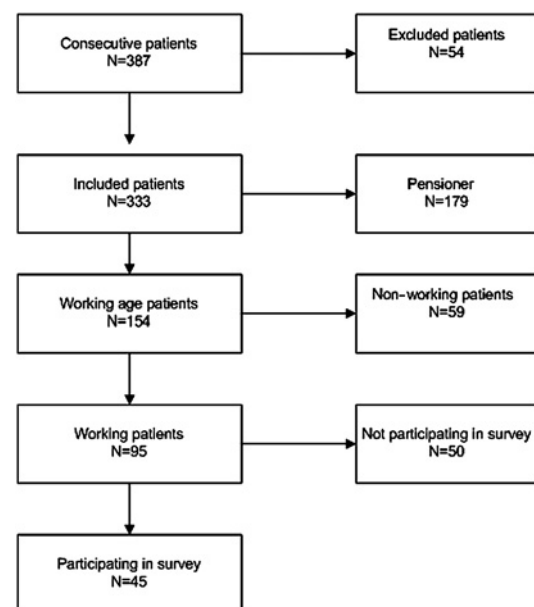 Consecutive patients
N=387
Excluded patients
N=54
Included patients
N=333
Pensioner
N=179
Working age patients
N=154
Non-working patients
N=59
Working patients
N=95
Not participating in survey
N=50
Participating in survey
N=45